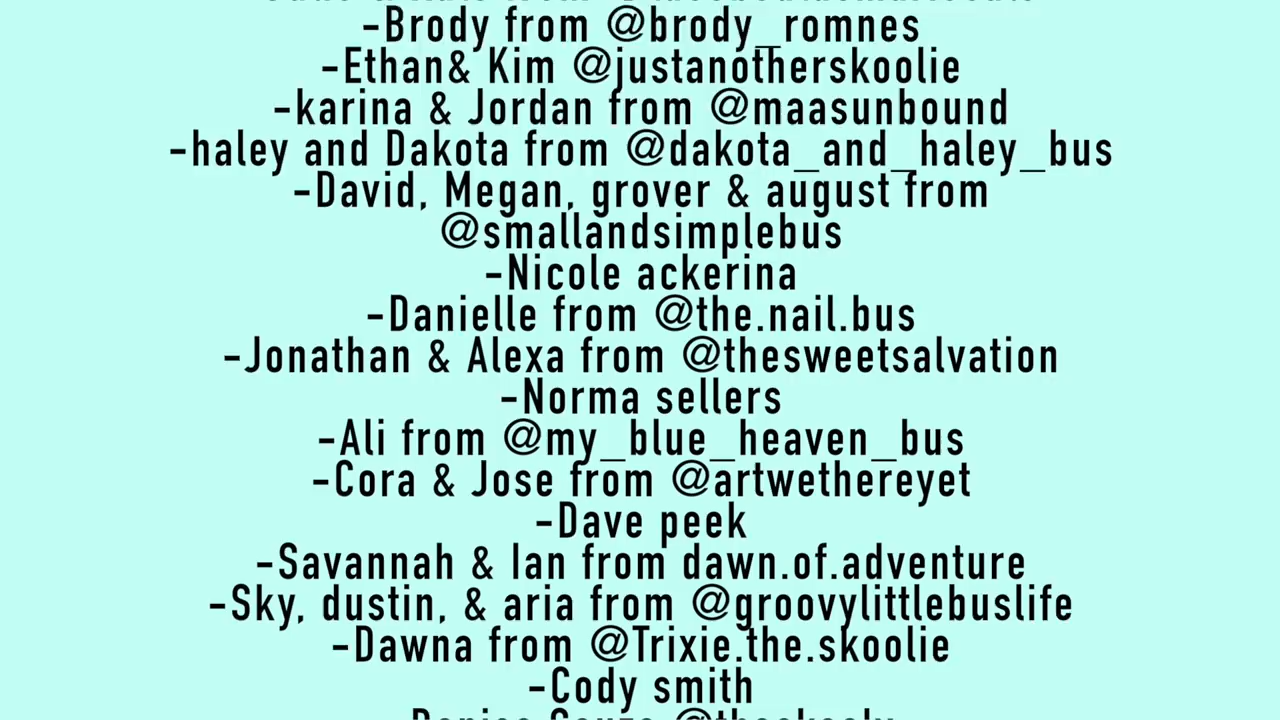 -Brody from @brody_romnes
-Ethan& Kim @justanotherskoolie
-karina & Jordan from @maasunbound
-haley and Dakota from @dakota_and_haley_bus
-David, Megan, grover & august from
@smallandsimplebus
-Nicole ackerina
-Danielle from @the.nail.bus
-Jonathan & Alexa from @thesweetsalvation
-Norma sellers
-Ali from @my_blue_heaven_bus
-Cora & Jose from @artwethereyet
-Dave peek
-Savannah & Ian from dawn.of.adventure
-Sky, dustin, & aria from @groovylittlebuslife
-Dawna from @Trixie.the.skoolie
-Cody smith